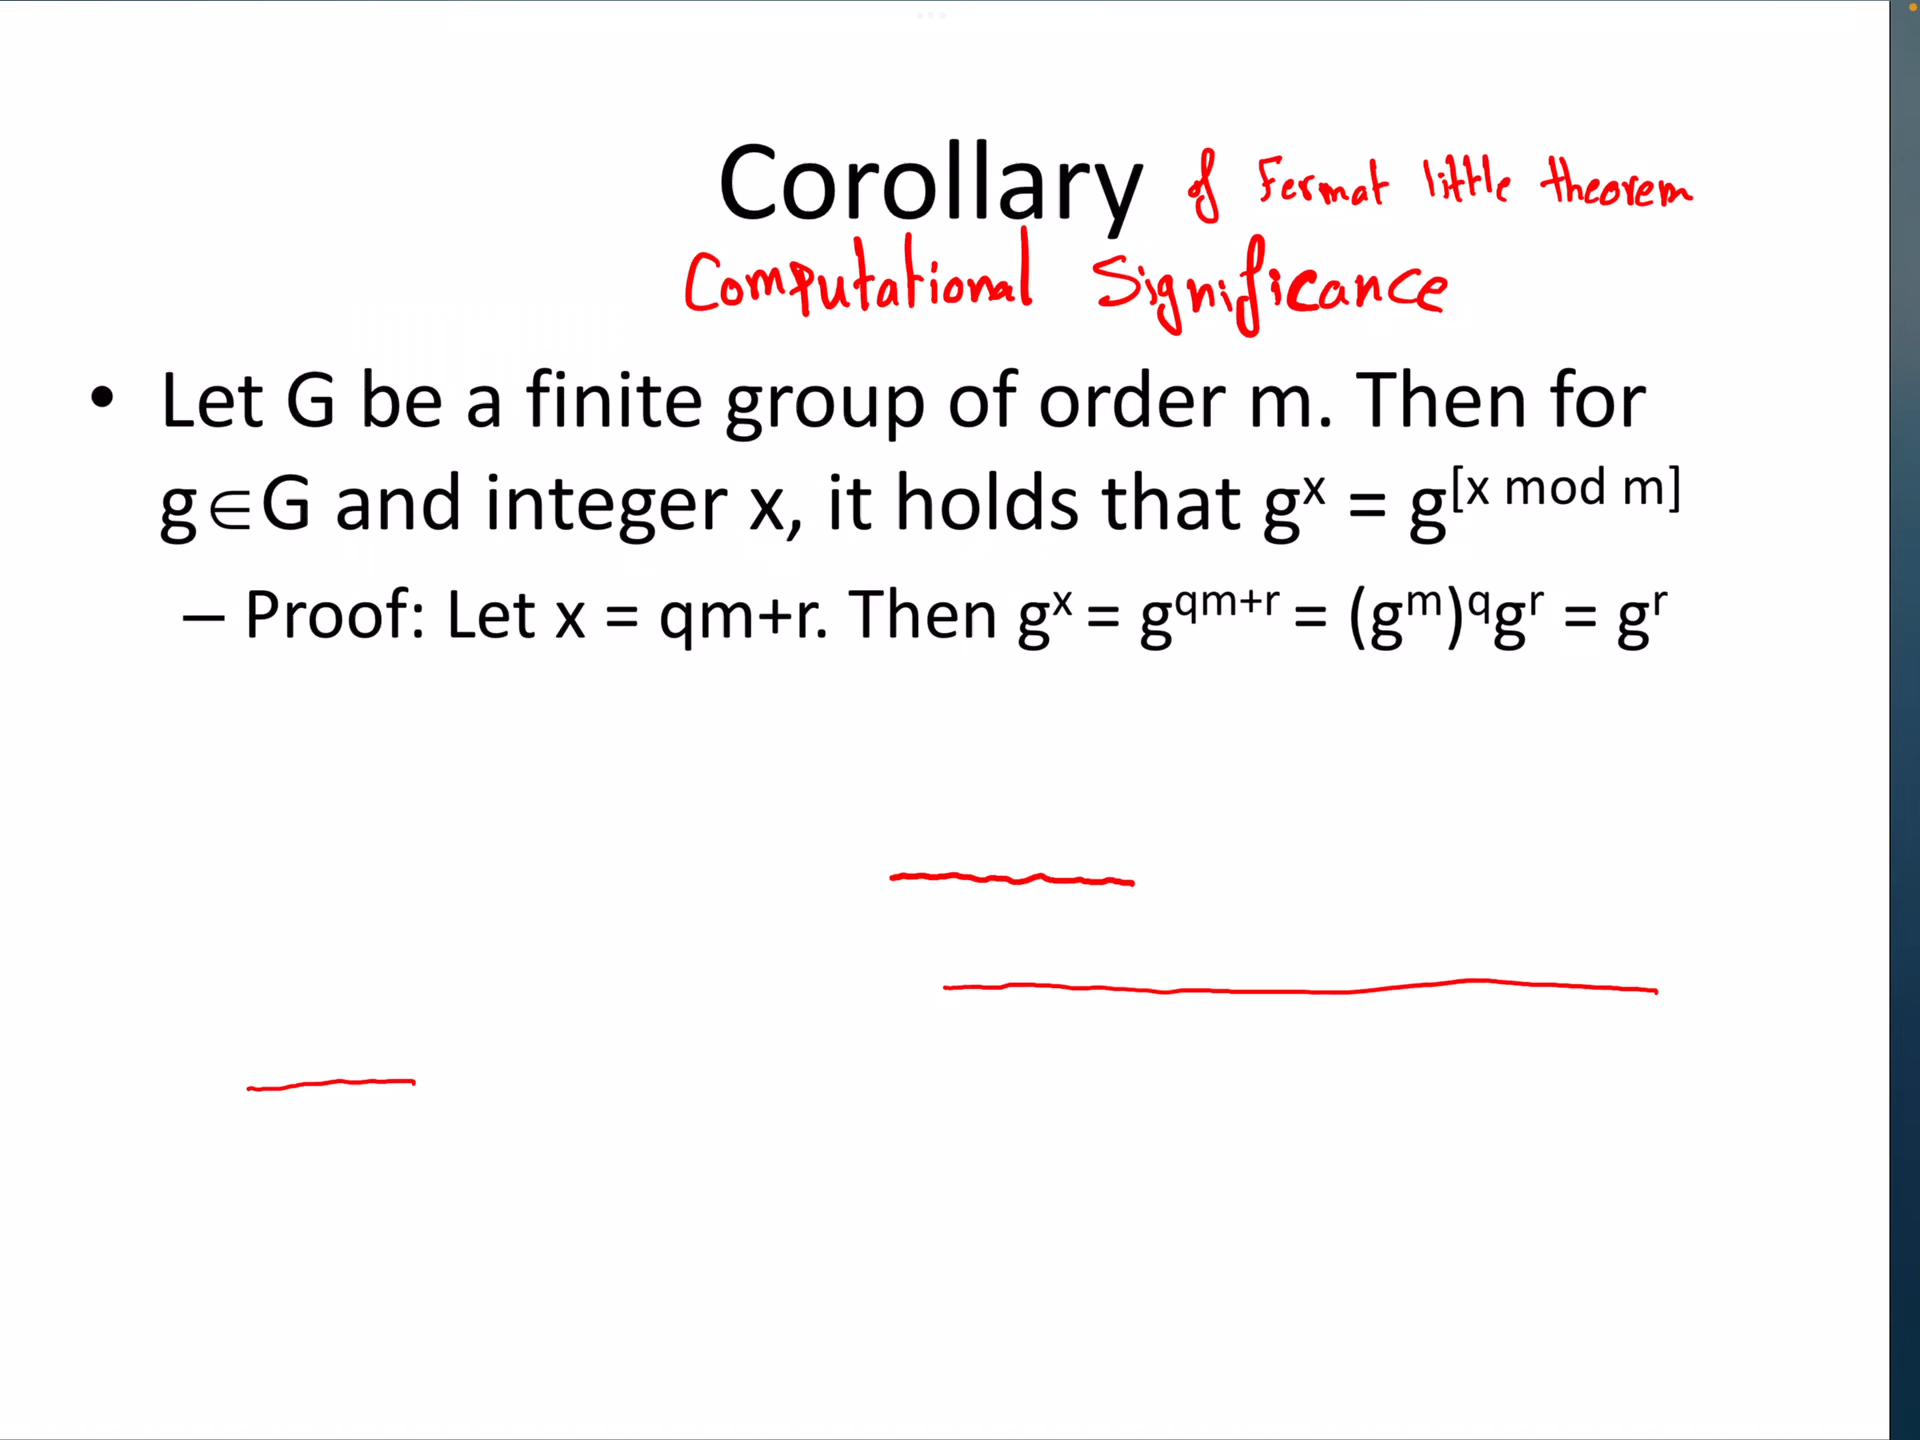 Corollary of Fermat little theorem
Computational Significance
• Let G be a finite group of order m. Then for
g∈G and integer x, it holds that gˣ = g^[x mod m]
– Proof: Let x = qm+r. Then gˣ = g^qm+r = (g^m)^q g^r = g^r